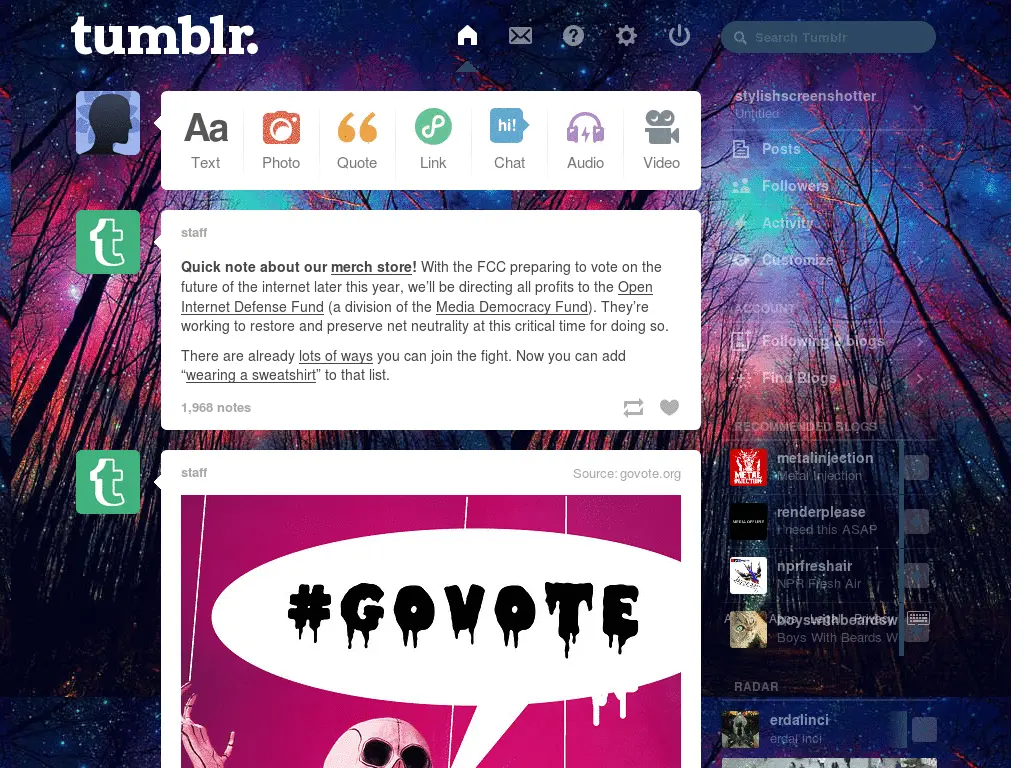 tumblr.
Search Tumblr
Aa
Text
Photo
Quote
Link
hi!
Chat
Audio
Video
stylishscreenshotter
Untitled
Posts
Followers 3
Activity
Customize
ACCOUNT
Following 2 blogs
Find Blogs
RECOMMENDED BLOGS
metalinjection
Metal Injection
renderplease
I need this ASAP
nprfreshair
NPR Fresh Air
boyswithbeardsw
Boys With Beards W
Apps Legal Privacy
RADAR
erdalinci
erdal inci
staff
Quick note about our merch store! With the FCC preparing to vote on the
future of the internet later this year, we’ll be directing all profits to the Open
Internet Defense Fund (a division of the Media Democracy Fund). They’re
working to restore and preserve net neutrality at this critical time for doing so.
There are already lots of ways you can join the fight. Now you can add
“wearing a sweatshirt” to that list.
1,968 notes
staff
Source: govote.org
#GOVOTE